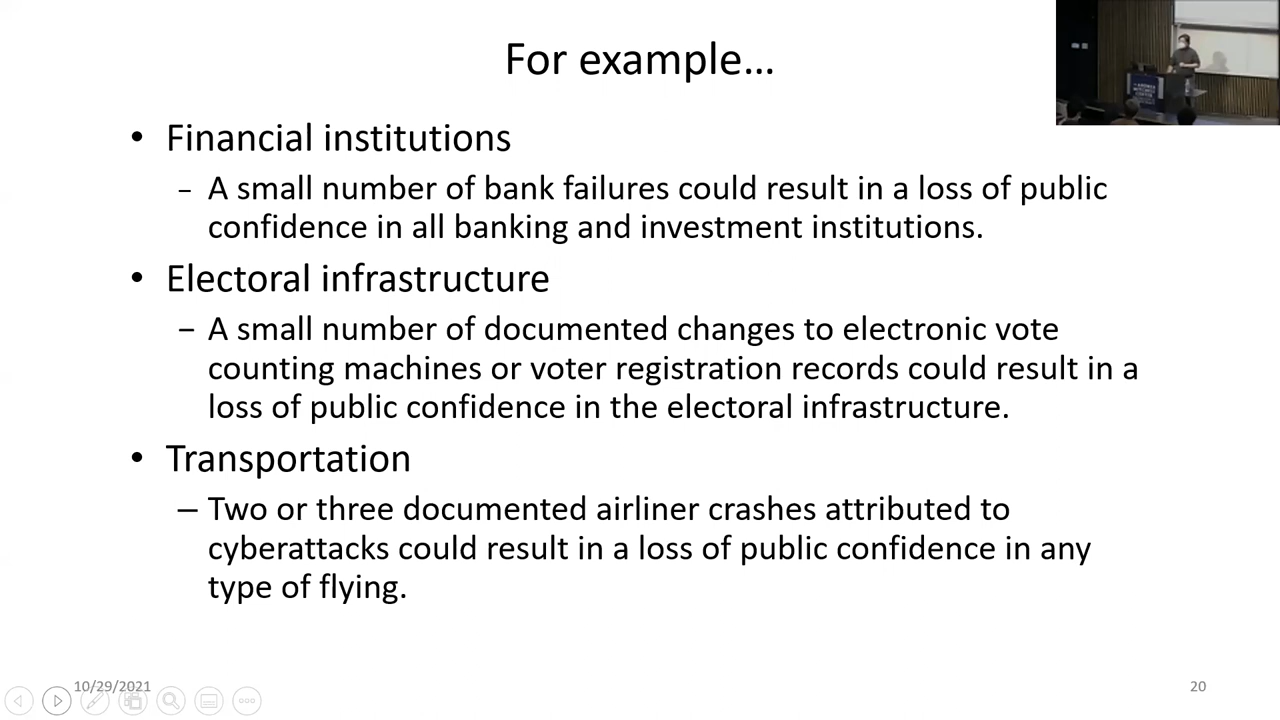 For example…
• Financial institutions
– A small number of bank failures could result in a loss of public
confidence in all banking and investment institutions.
• Electoral infrastructure
– A small number of documented changes to electronic vote
counting machines or voter registration records could result in a
loss of public confidence in the electoral infrastructure.
• Transportation
– Two or three documented airliner crashes attributed to
cyberattacks could result in a loss of public confidence in any
type of flying.
10/29/2021
20